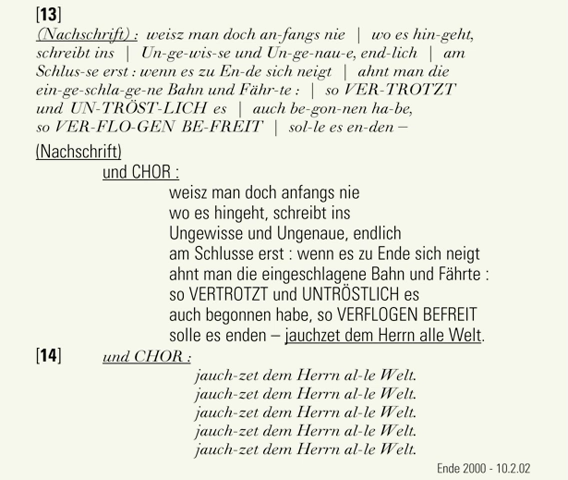 [13]
(Nachschrift) : weisz man doch an-fangs nie | wo es hin-geht,
schreibt ins | Un-ge-wis-se und Un-ge-nau-e, end-lich | am
Schlus-se erst : wenn es zu En-de sich neigt | ahnt man die
ein-ge-schla-ge-ne Bahn und Fähr-te : | so VER-TROTZT
und UN-TRÖST-LICH es | auch be-gon-nen ha-be,
so VER-FLO-GEN BE-FREIT | sol-le es en-den –
(Nachschrift)
und CHOR :
weisz man doch anfangs nie
wo es hingeht, schreibt ins
Ungewisse und Ungenaue, endlich
am Schlusse erst : wenn es zu Ende sich neigt
ahnt man die eingeschlagene Bahn und Fährte :
so VERTROTZT und UNTRÖSTLICH es
auch begonnen habe, so VERFLOGEN BEFREIT
solle es enden – jauchzet dem Herrn alle Welt.
[14] und CHOR :
jauch-zet dem Herrn al-le Welt.
jauch-zet dem Herrn al-le Welt.
jauch-zet dem Herrn al-le Welt.
jauch-zet dem Herrn al-le Welt.
jauch-zet dem Herrn al-le Welt.
Ende 2000 - 10.2.02